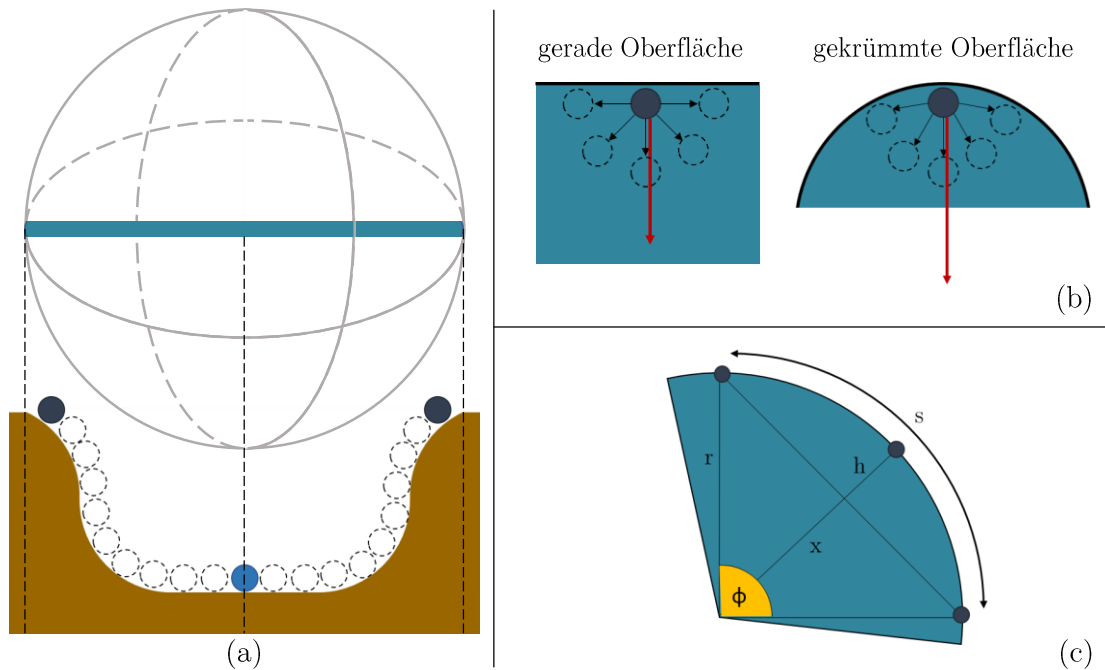 (a)
gerade Oberfläche
gekrümmte Oberfläche
(b)
s
r
h
x
ϕ
(c)